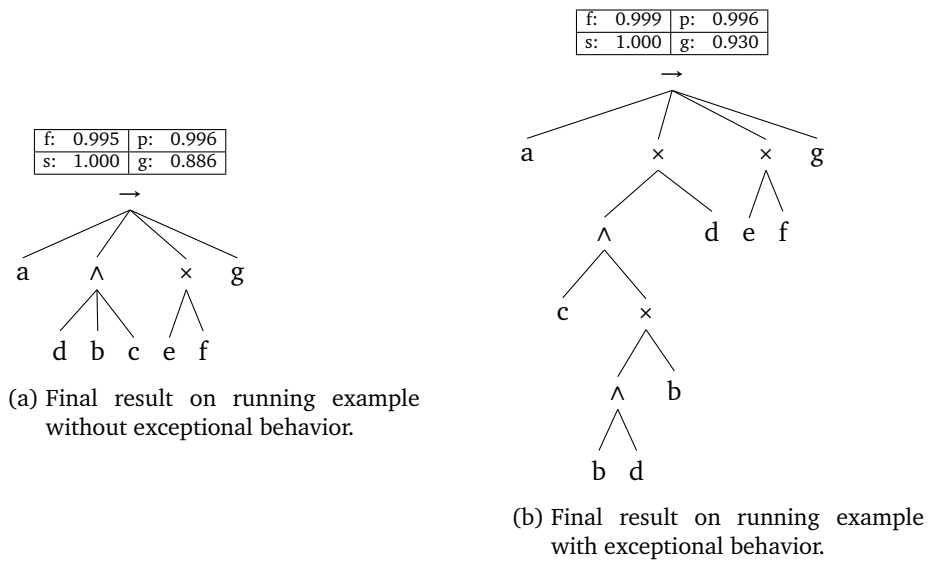 f: 0.995 p: 0.996
s: 1.000 g: 0.886
→
a ∧ × g
d b c e f
(a) Final result on running example
without exceptional behavior.
f: 0.999 p: 0.996
s: 1.000 g: 0.930
→
a × × g
∧ d e f
c ×
∧ b
b d
(b) Final result on running example
with exceptional behavior.